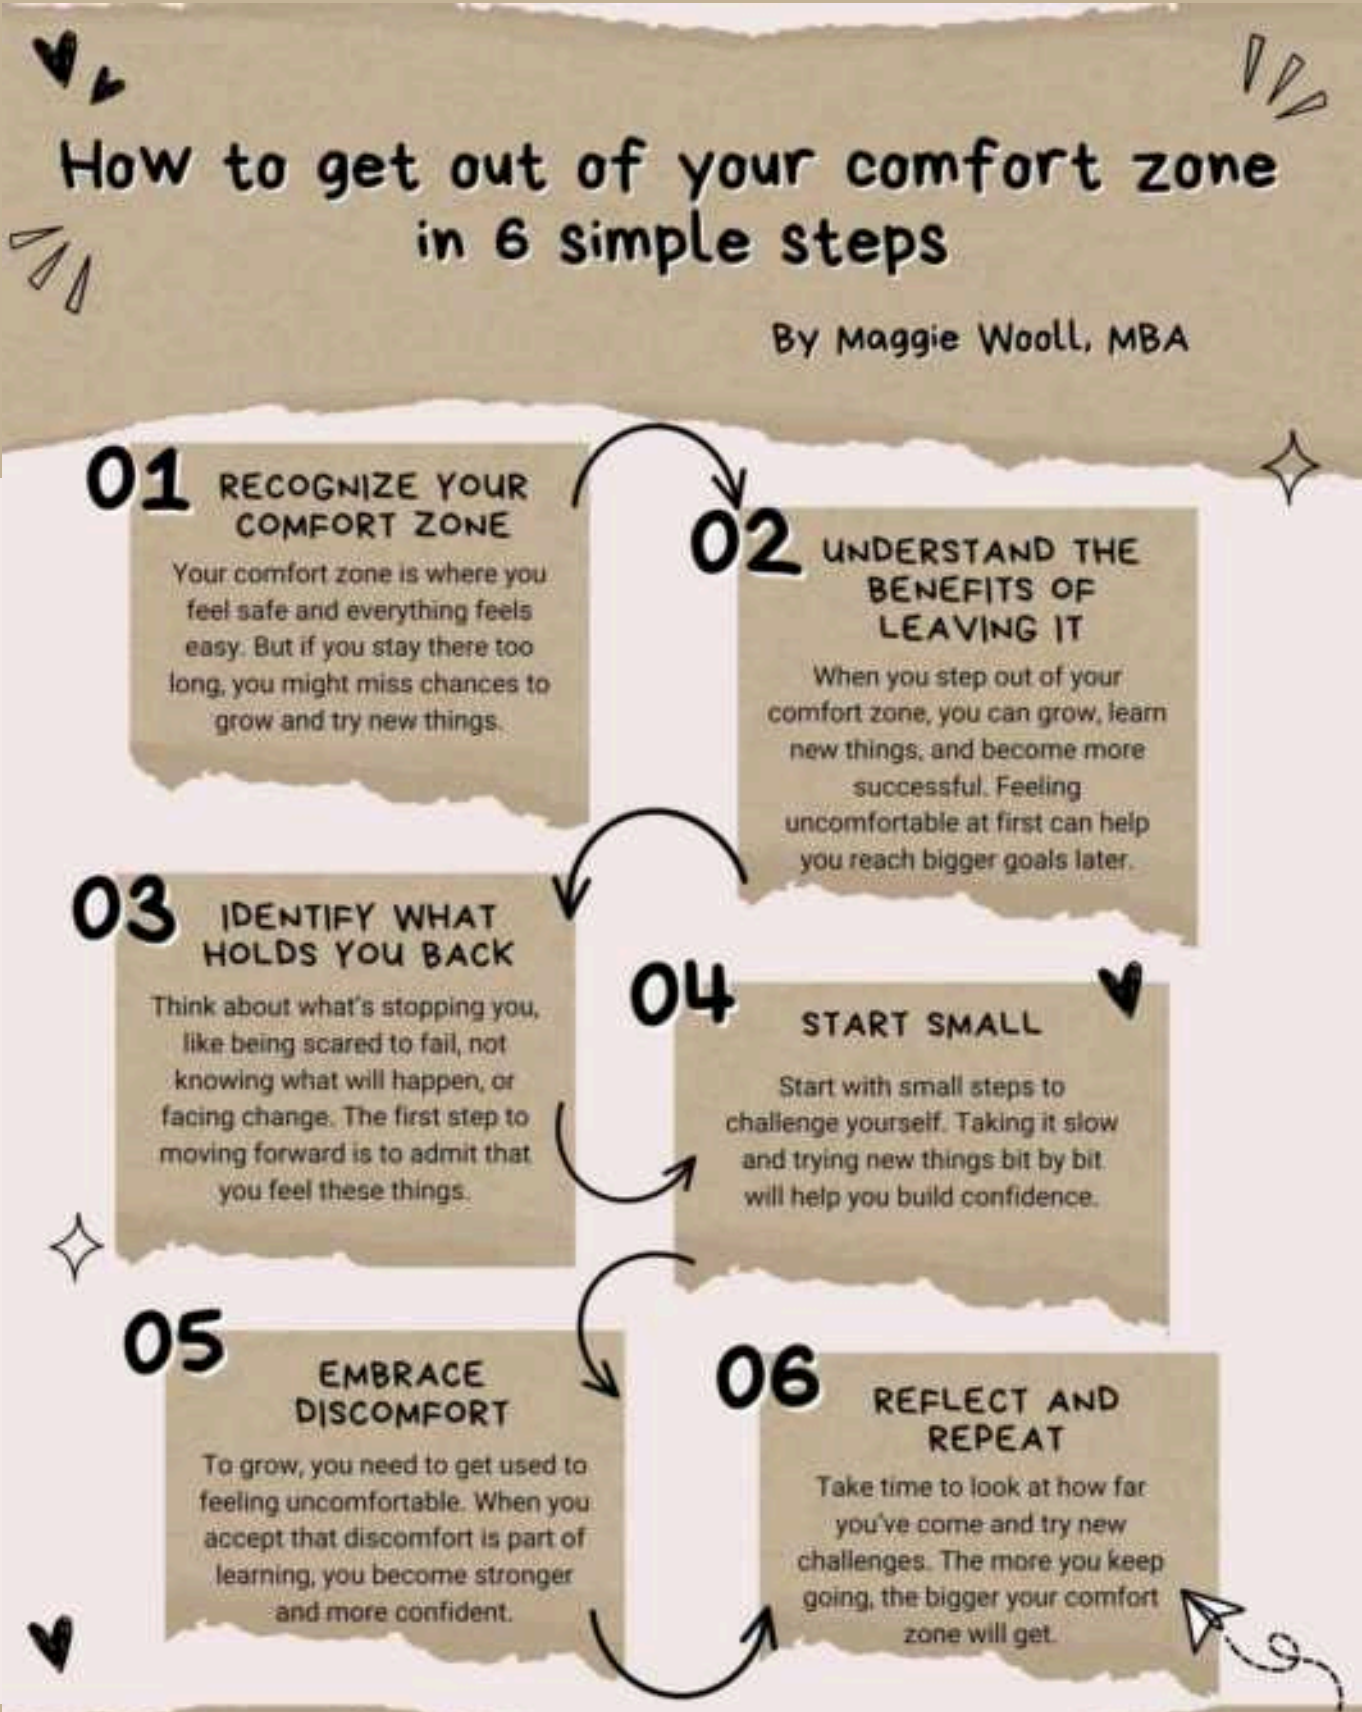 How to get out of your comfort zone
in 6 simple steps
By Maggie Wooll, MBA
01
RECOGNIZE YOUR
COMFORT ZONE
Your comfort zone is where you
feel safe and everything feels
easy. But if you stay there too
long, you might miss chances to
grow and try new things.
02
UNDERSTAND THE
BENEFITS OF
LEAVING IT
When you step out of your
comfort zone, you can grow, learn
new things, and become more
successful. Feeling
uncomfortable at first can help
you reach bigger goals later.
03
IDENTIFY WHAT
HOLDS YOU BACK
Think about what's stopping you,
like being scared to fail, not
knowing what will happen, or
facing change. The first step to
moving forward is to admit that
you feel these things.
04
START SMALL
Start with small steps to
challenge yourself. Taking it slow
and trying new things bit by bit
will help you build confidence.
05
EMBRACE
DISCOMFORT
To grow, you need to get used to
feeling uncomfortable. When you
accept that discomfort is part of
learning, you become stronger
and more confident.
06
REFLECT AND
REPEAT
Take time to look at how far
you've come and try new
challenges. The more you keep
going, the bigger your comfort
zone will get.